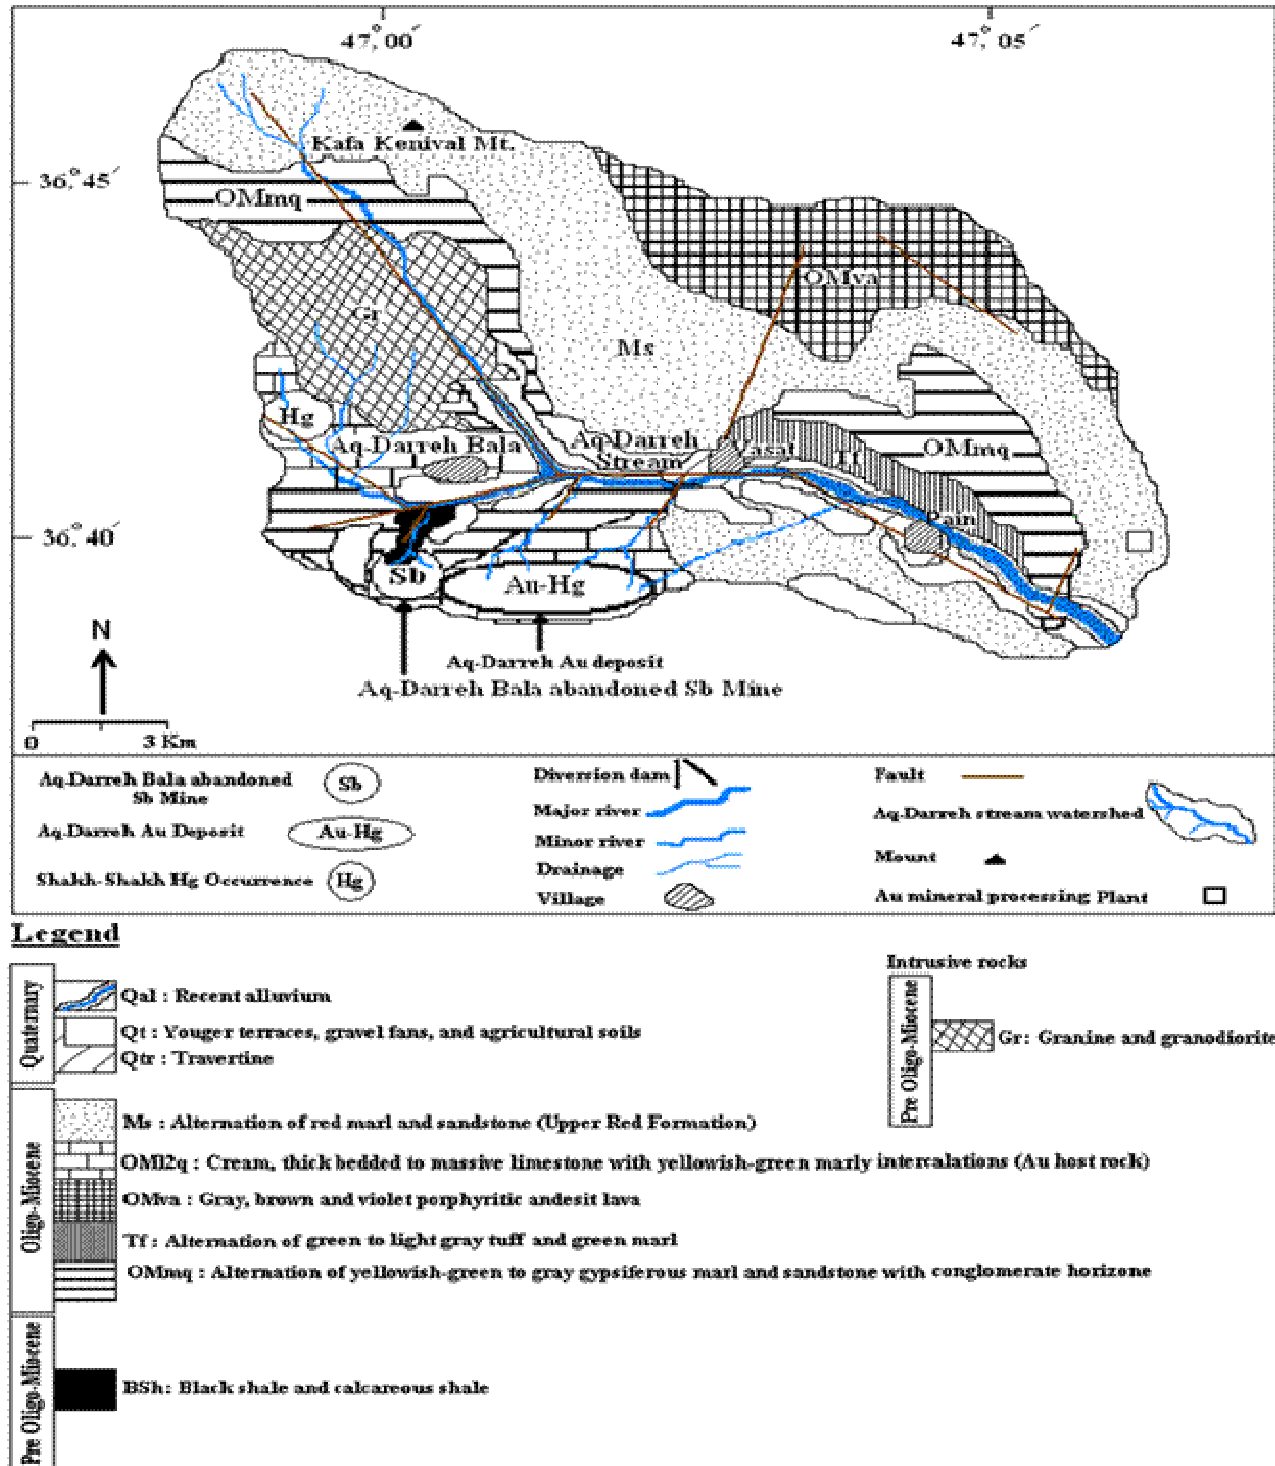 47° 00´
47° 05´
Kafa Kenival Mt.
36° 45´
OMmq
OMva
Gr
Ms
Hg
Aq-Darreh Bala
Aq-Darreh
Stream
Vasat
Tf
OMmq
Pain
36° 40´
Sb
Au-Hg
N
Aq-Darreh Au deposit
Aq-Darreh Bala abandoned Sb Mine
0 3 Km
Aq-Darreh Bala abandoned
Sb Mine
Sb
Aq-Darreh Au Deposit
Au-Hg
Shakh-Shakh Hg Occurrence
Hg
Diversion dam
Major river
Minor river
Drainage
Village
Fault
Aq-Darreh stream watershed
Mount
Au mineral processing Plant
Legend
Quaternary
Qal : Recent alluvium
Qt : Youger terraces, gravel fans, and agricultural soils
Qtr : Travertine
Intrusive rocks
Pre Oligo-Miocene
Gr: Granine and granodiorite
Oligo-Miocene
Ms : Alternation of red marl and sandstone (Upper Red Formation)
OMl2q : Cream, thick bedded to massive limestone with yellowish-green marly intercalations (Au host rock)
OMva : Gray, brown and violet porphyritic andesit lava
Tf : Alternation of green to light gray tuff and green marl
OMmq : Alternation of yellowish-green to gray gypsiferous marl and sandstone with conglomerate horizone
Pre Oligo-Miocene
BSh: Black shale and calcareous shale